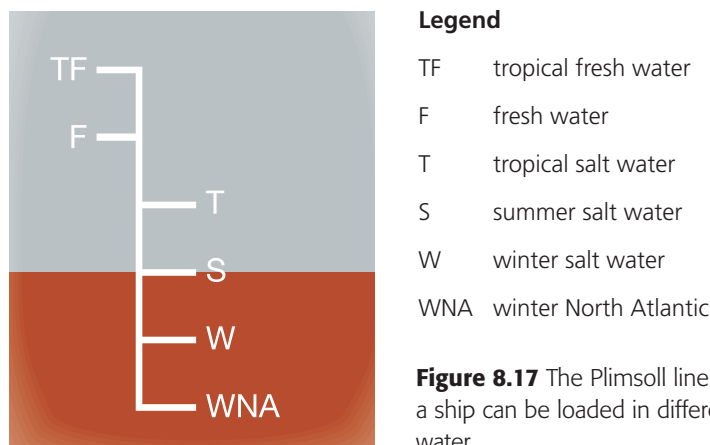 TF
F
T
S
W
WNA
Legend
TF tropical fresh water
F fresh water
T tropical salt water
S summer salt water
W winter salt water
WNA winter North Atlantic
Figure 8.17 The Plimsoll line
a ship can be loaded in differe
water